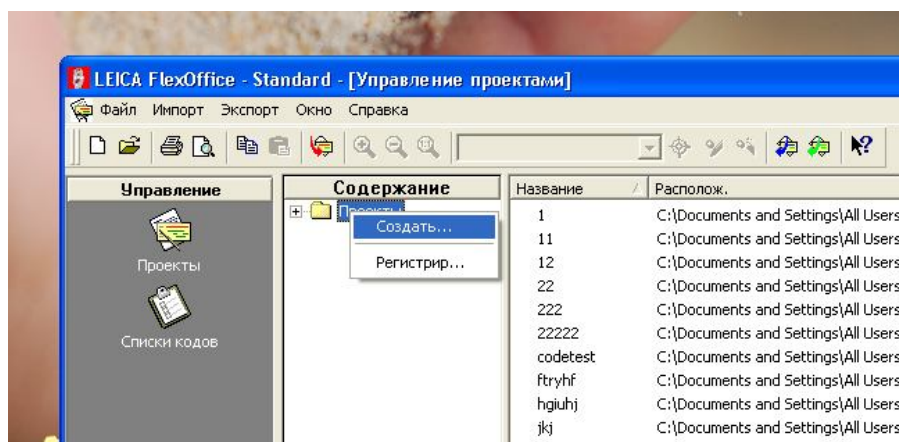 LEICA FlexOffice - Standard - [Управление проектами]
Файл Импорт Экспорт Окно Справка
Управление
Содержание
Название
Располож.
Проекты
Создать...
Регистрир...
Проекты
Списки кодов
1 C:\Documents and Settings\All Users
11 C:\Documents and Settings\All Users
12 C:\Documents and Settings\All Users
22 C:\Documents and Settings\All Users
222 C:\Documents and Settings\All Users
22222 C:\Documents and Settings\All Users
codetest C:\Documents and Settings\All Users
ftryhf C:\Documents and Settings\All Users
hgiuhj C:\Documents and Settings\All Users
jkj C:\Documents and Settings\All Users